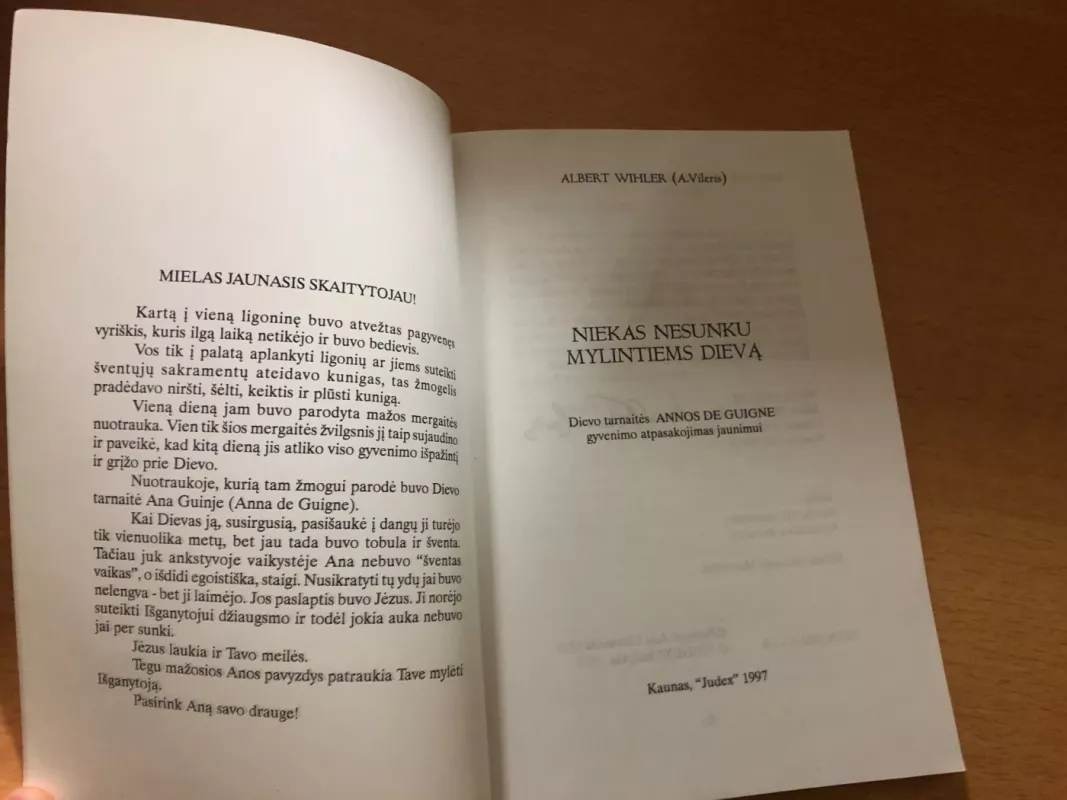 MIELAS JAUNASIS SKAITYTOJAU!
Kartą į vieną ligoninę buvo atvežtas pagyvenęs
vyriškis, kuris ilgą laiką netikėjo ir buvo bedievis.
Vos tik į palatą aplankyti ligonių ar jiems suteikti
šventųjų sakramentų ateidavo kunigas, tas žmogelis
pradėdavo niršti, šėlti, keiktis ir plūsti kunigą.
Vieną dieną jam buvo parodyta mažos mergaitės
nuotrauka. Vien tik šios mergaitės žvilgsnis jį taip sujaudino
ir paveikė, kad kitą dieną jis atliko viso gyvenimo išpažintį
ir grįžo prie Dievo.
Nuotraukoje, kurią tam žmogui parodė buvo Dievo
tarnaitė Ana Guinje (Anna de Guigne).
Kai Dievas ją, susirgusią, pasišaukė į dangų ji turėjo
tik vienuolika metų, bet jau tada buvo tobula ir šventa.
Tačiau juk ankstyvoje vaikystėje Ana nebuvo “šventas
vaikas”, o išdidi egoistiška, staigi. Nusikratyti tų ydų jai buvo
nelengva - bet ji laimėjo. Jos paslaptis buvo Jėzus. Ji norėjo
suteikti Išganytojui džiaugsmo ir todėl jokia auka nebuvo
jai per sunki.
Jėzus laukia ir Tavo meilės.
Tegu mažosios Anos pavyzdys patraukia Tave mylėti
Išganytoją.
Pasirink Aną savo drauge!
ALBERT WIHLER (A.Vileris)
NIEKAS NESUNKU
MYLINTIEMS DIEVĄ
Dievo tarnaitės ANNOS DE GUIGNE
gyvenimo atpasakojimas jaunimui
Kaunas, “Judex” 1997